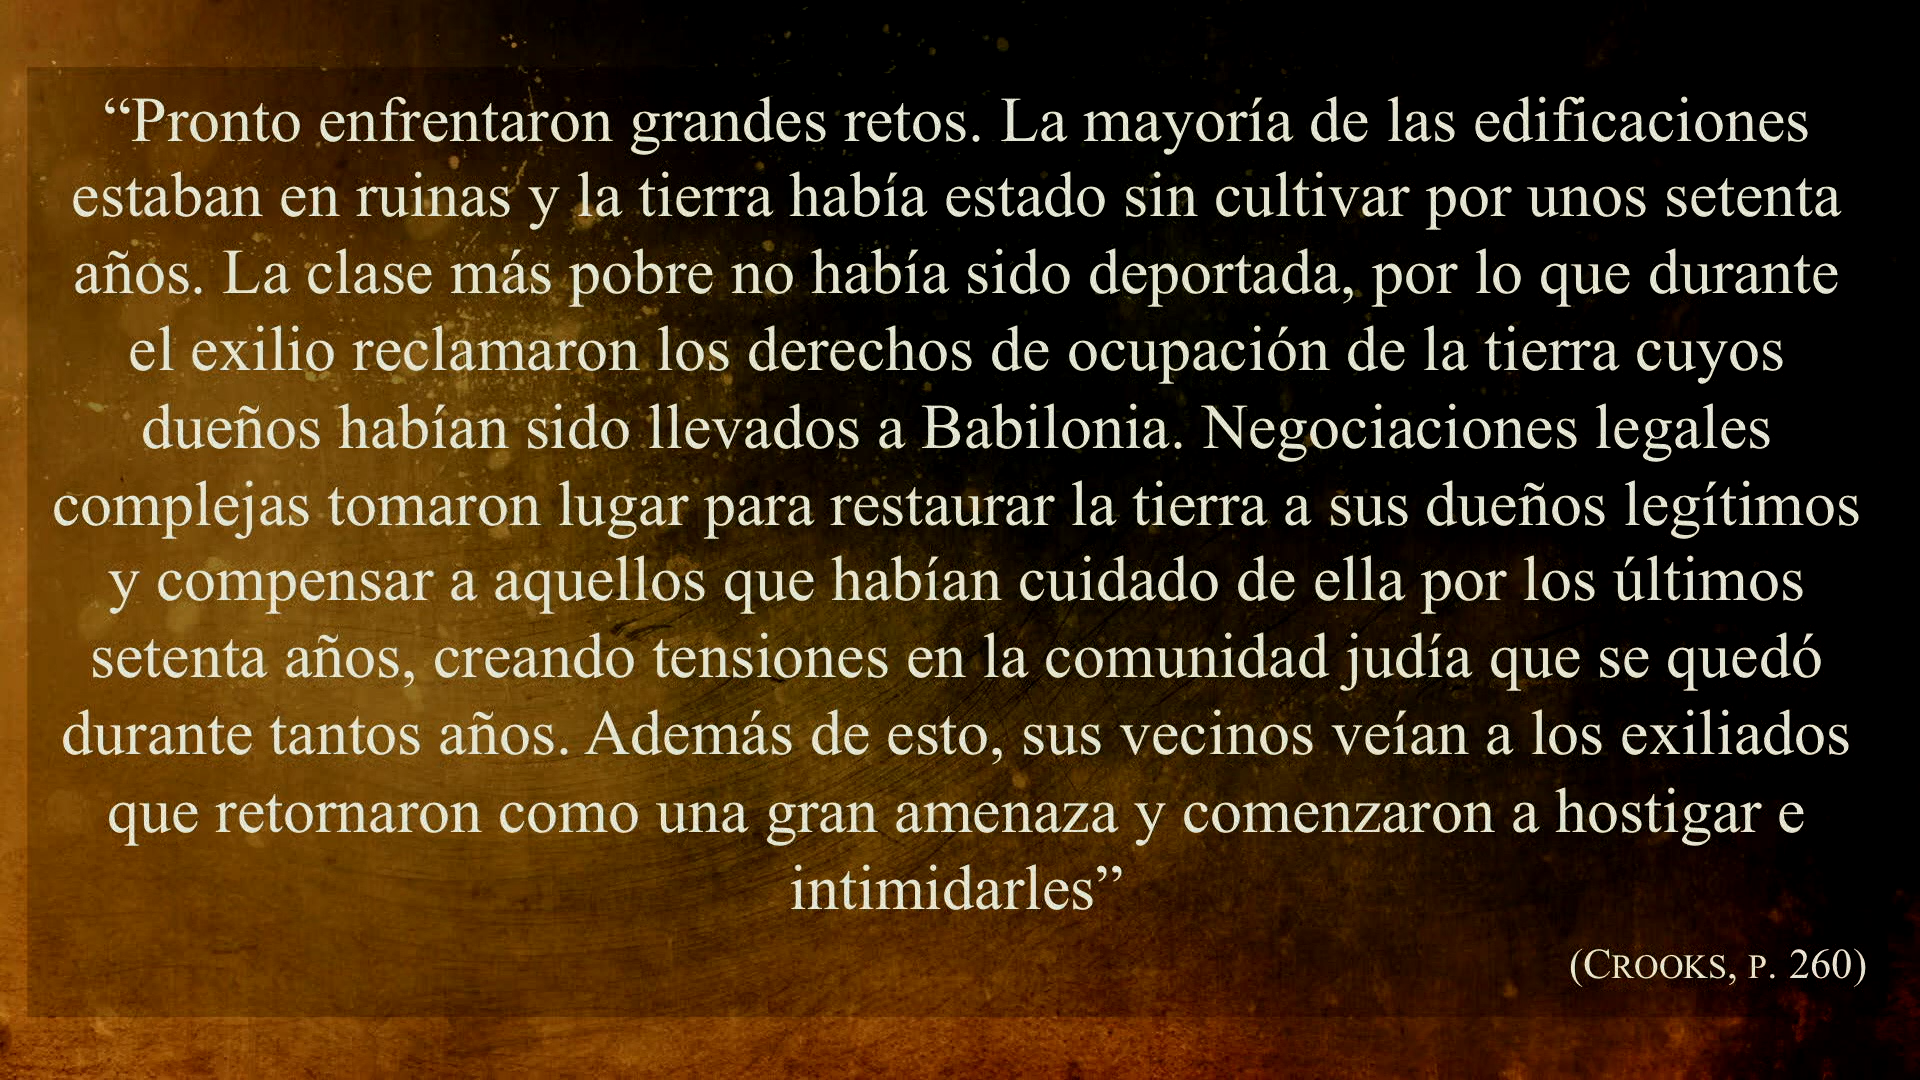 “Pronto enfrentaron grandes retos. La mayoría de las edificaciones
estaban en ruinas y la tierra había estado sin cultivar por unos setenta
años. La clase más pobre no había sido deportada, por lo que durante
el exilio reclamaron los derechos de ocupación de la tierra cuyos
dueños habían sido llevados a Babilonia. Negociaciones legales
complejas tomaron lugar para restaurar la tierra a sus dueños legítimos
y compensar a aquellos que habían cuidado de ella por los últimos
setenta años, creando tensiones en la comunidad judía que se quedó
durante tantos años. Además de esto, sus vecinos veían a los exiliados
que retornaron como una gran amenaza y comenzaron a hostigar e
intimidarles”
(CROOKS, P. 260)